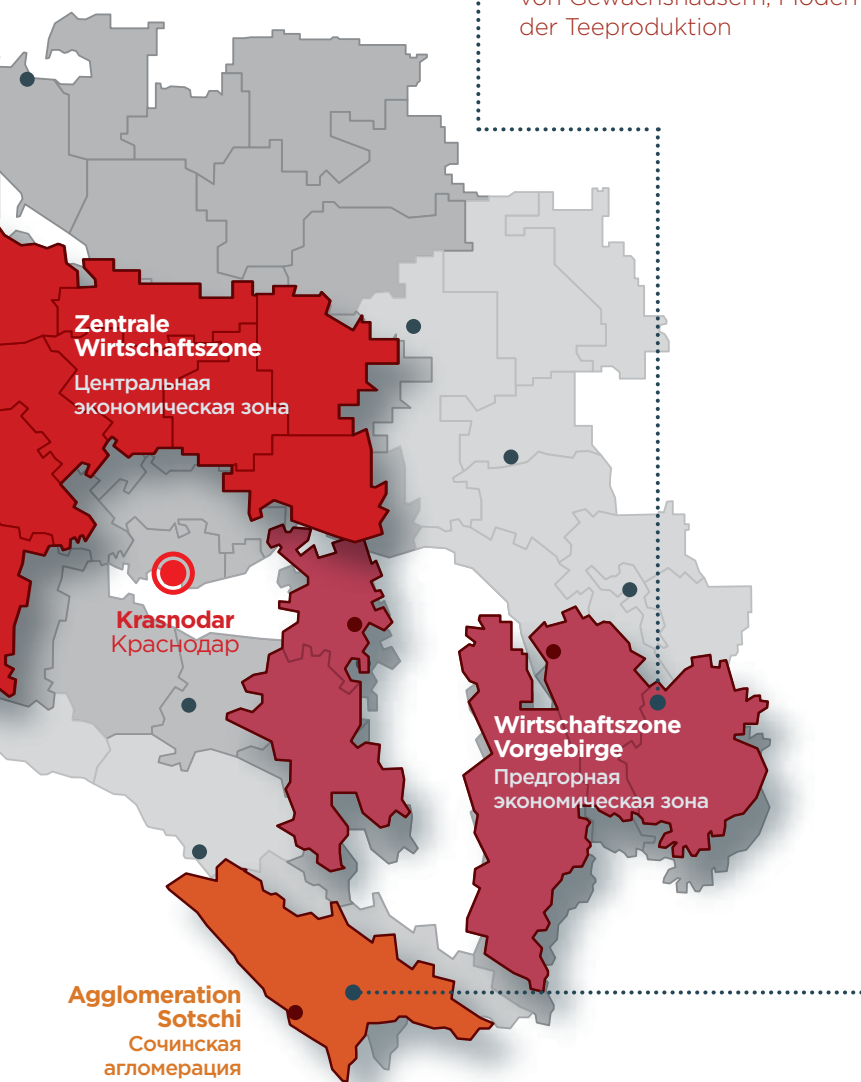 der Teeproduktion
Zentrale
Wirtschaftszone
Центральная
экономическая зона
Krasnodar
Краснодар
Wirtschaftszone
Vorgebirge
Предгорная
экономическая зона
Agglomeration
Sotschi
Сочинская
агломерация